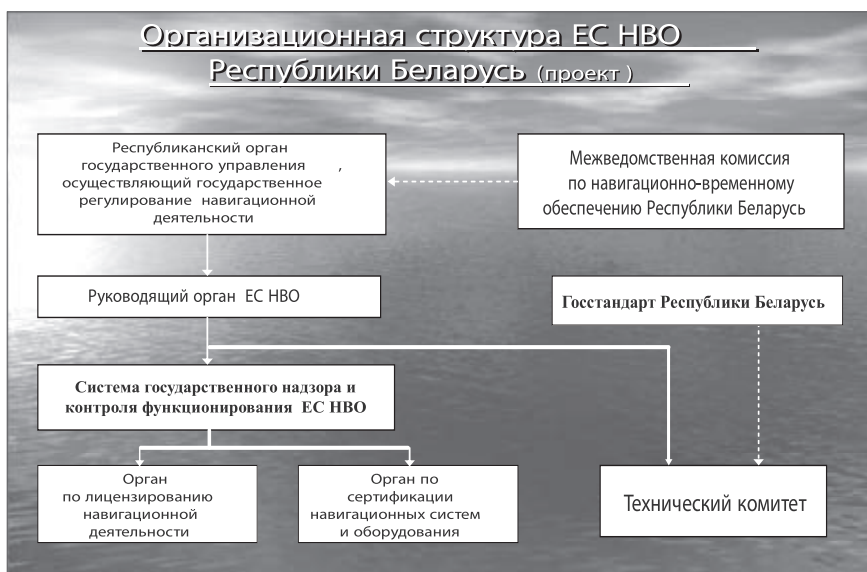 Организационная структура ЕС НВО
Республики Беларусь (проект )
Республиканский орган
государственного управления ,
осуществляющий государственное
регулирование навигационной
деятельности
Межведомственная комиссия
по навигационно-временному
обеспечению Республики Беларусь
Руководящий орган ЕС НВО
Госстандарт Республики Беларусь
Система государственного надзора и
контроля функционирования ЕС НВО
Орган
по лицензированию
навигационной
деятельности
Орган по
сертификации
навигационных систем
и оборудования
Технический комитет